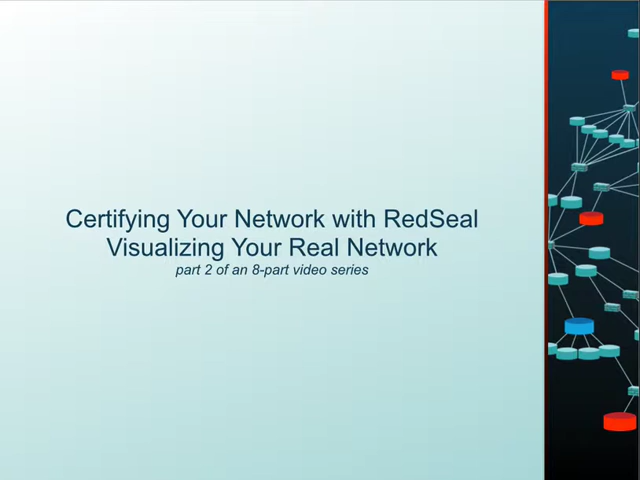 Certifying Your Network with RedSeal
Visualizing Your Real Network
part 2 of an 8-part video series